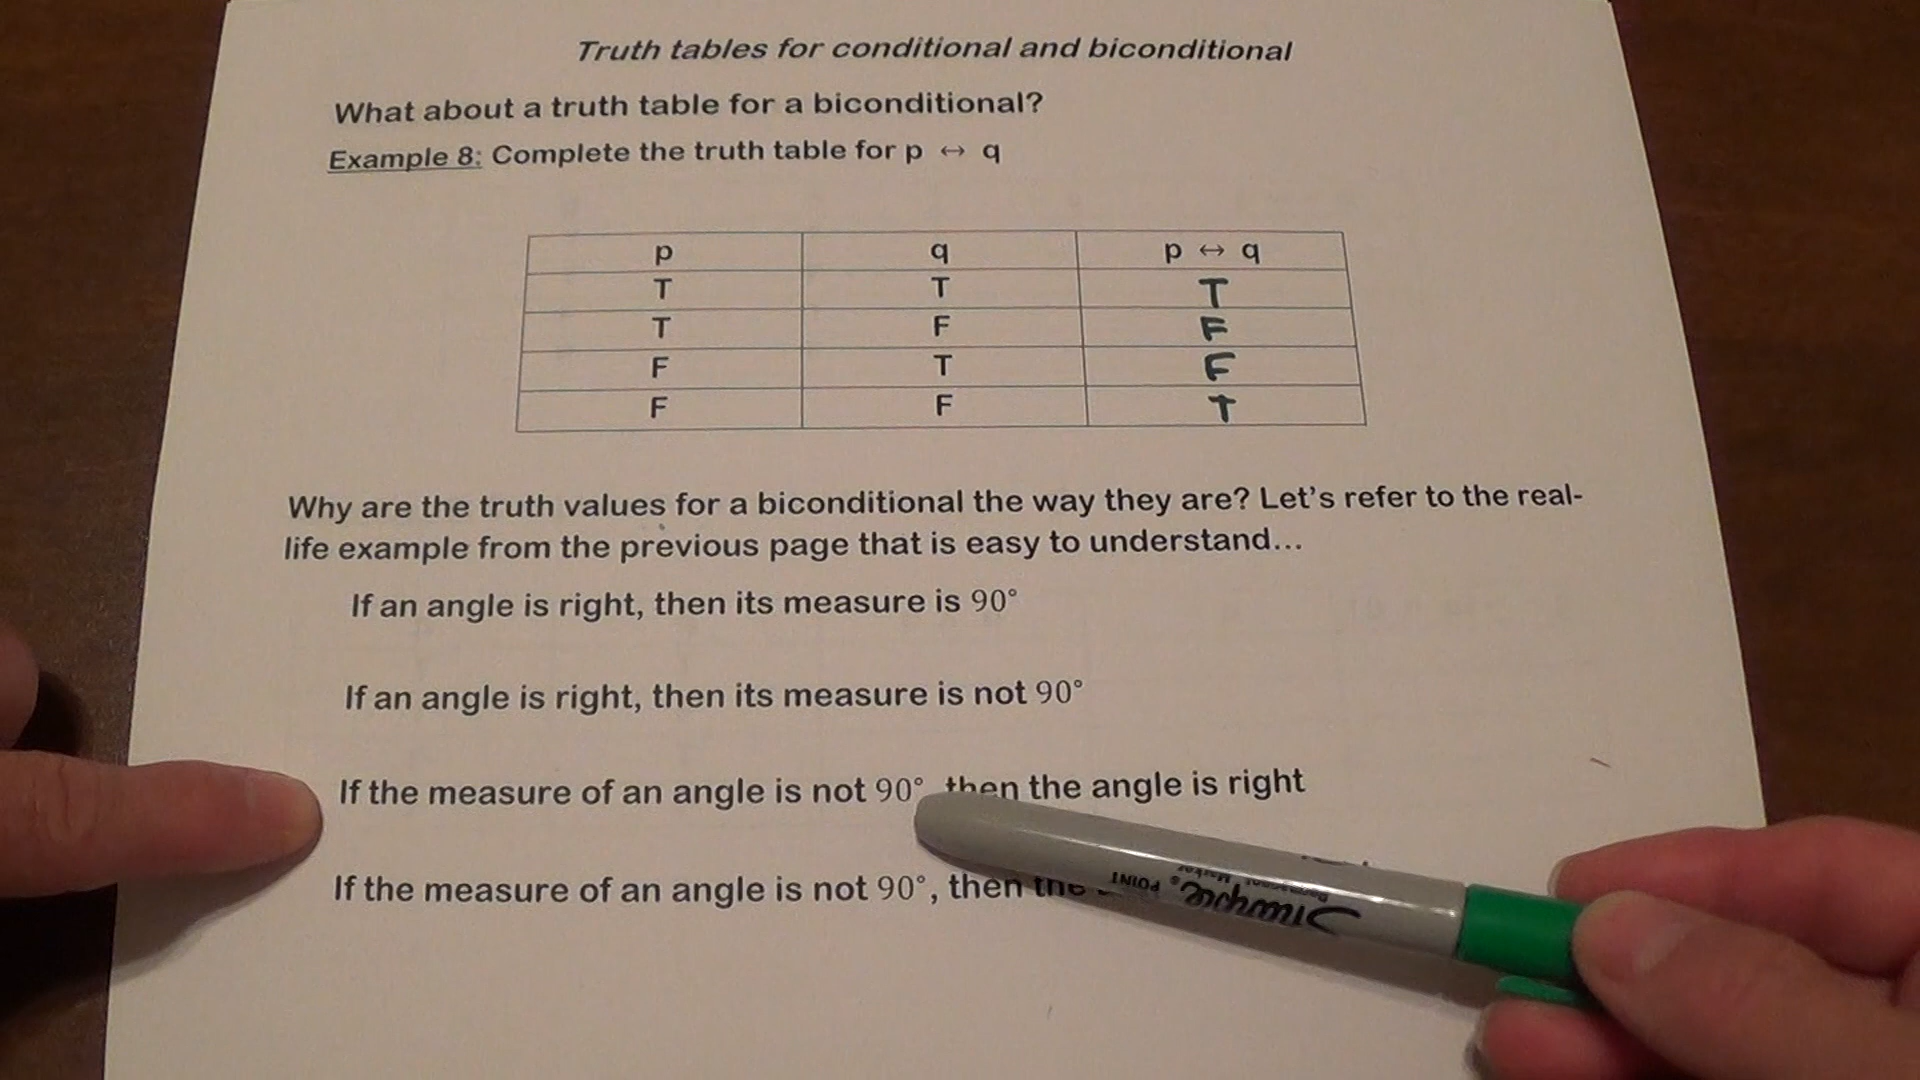 Truth tables for conditional and biconditional
What about a truth table for a biconditional?
Example 8: Complete the truth table for p ↔ q
p q p ↔ q
T T T
T F F
F T F
F F T
Why are the truth values for a biconditional the way they are? Let's refer to the real-
life example from the previous page that is easy to understand...
If an angle is right, then its measure is 90°
If an angle is right, then its measure is not 90°
If the measure of an angle is not 90° then the angle is right
If the measure of an angle is not 90°, then the
Sharpie
Permanent Marker
POINT